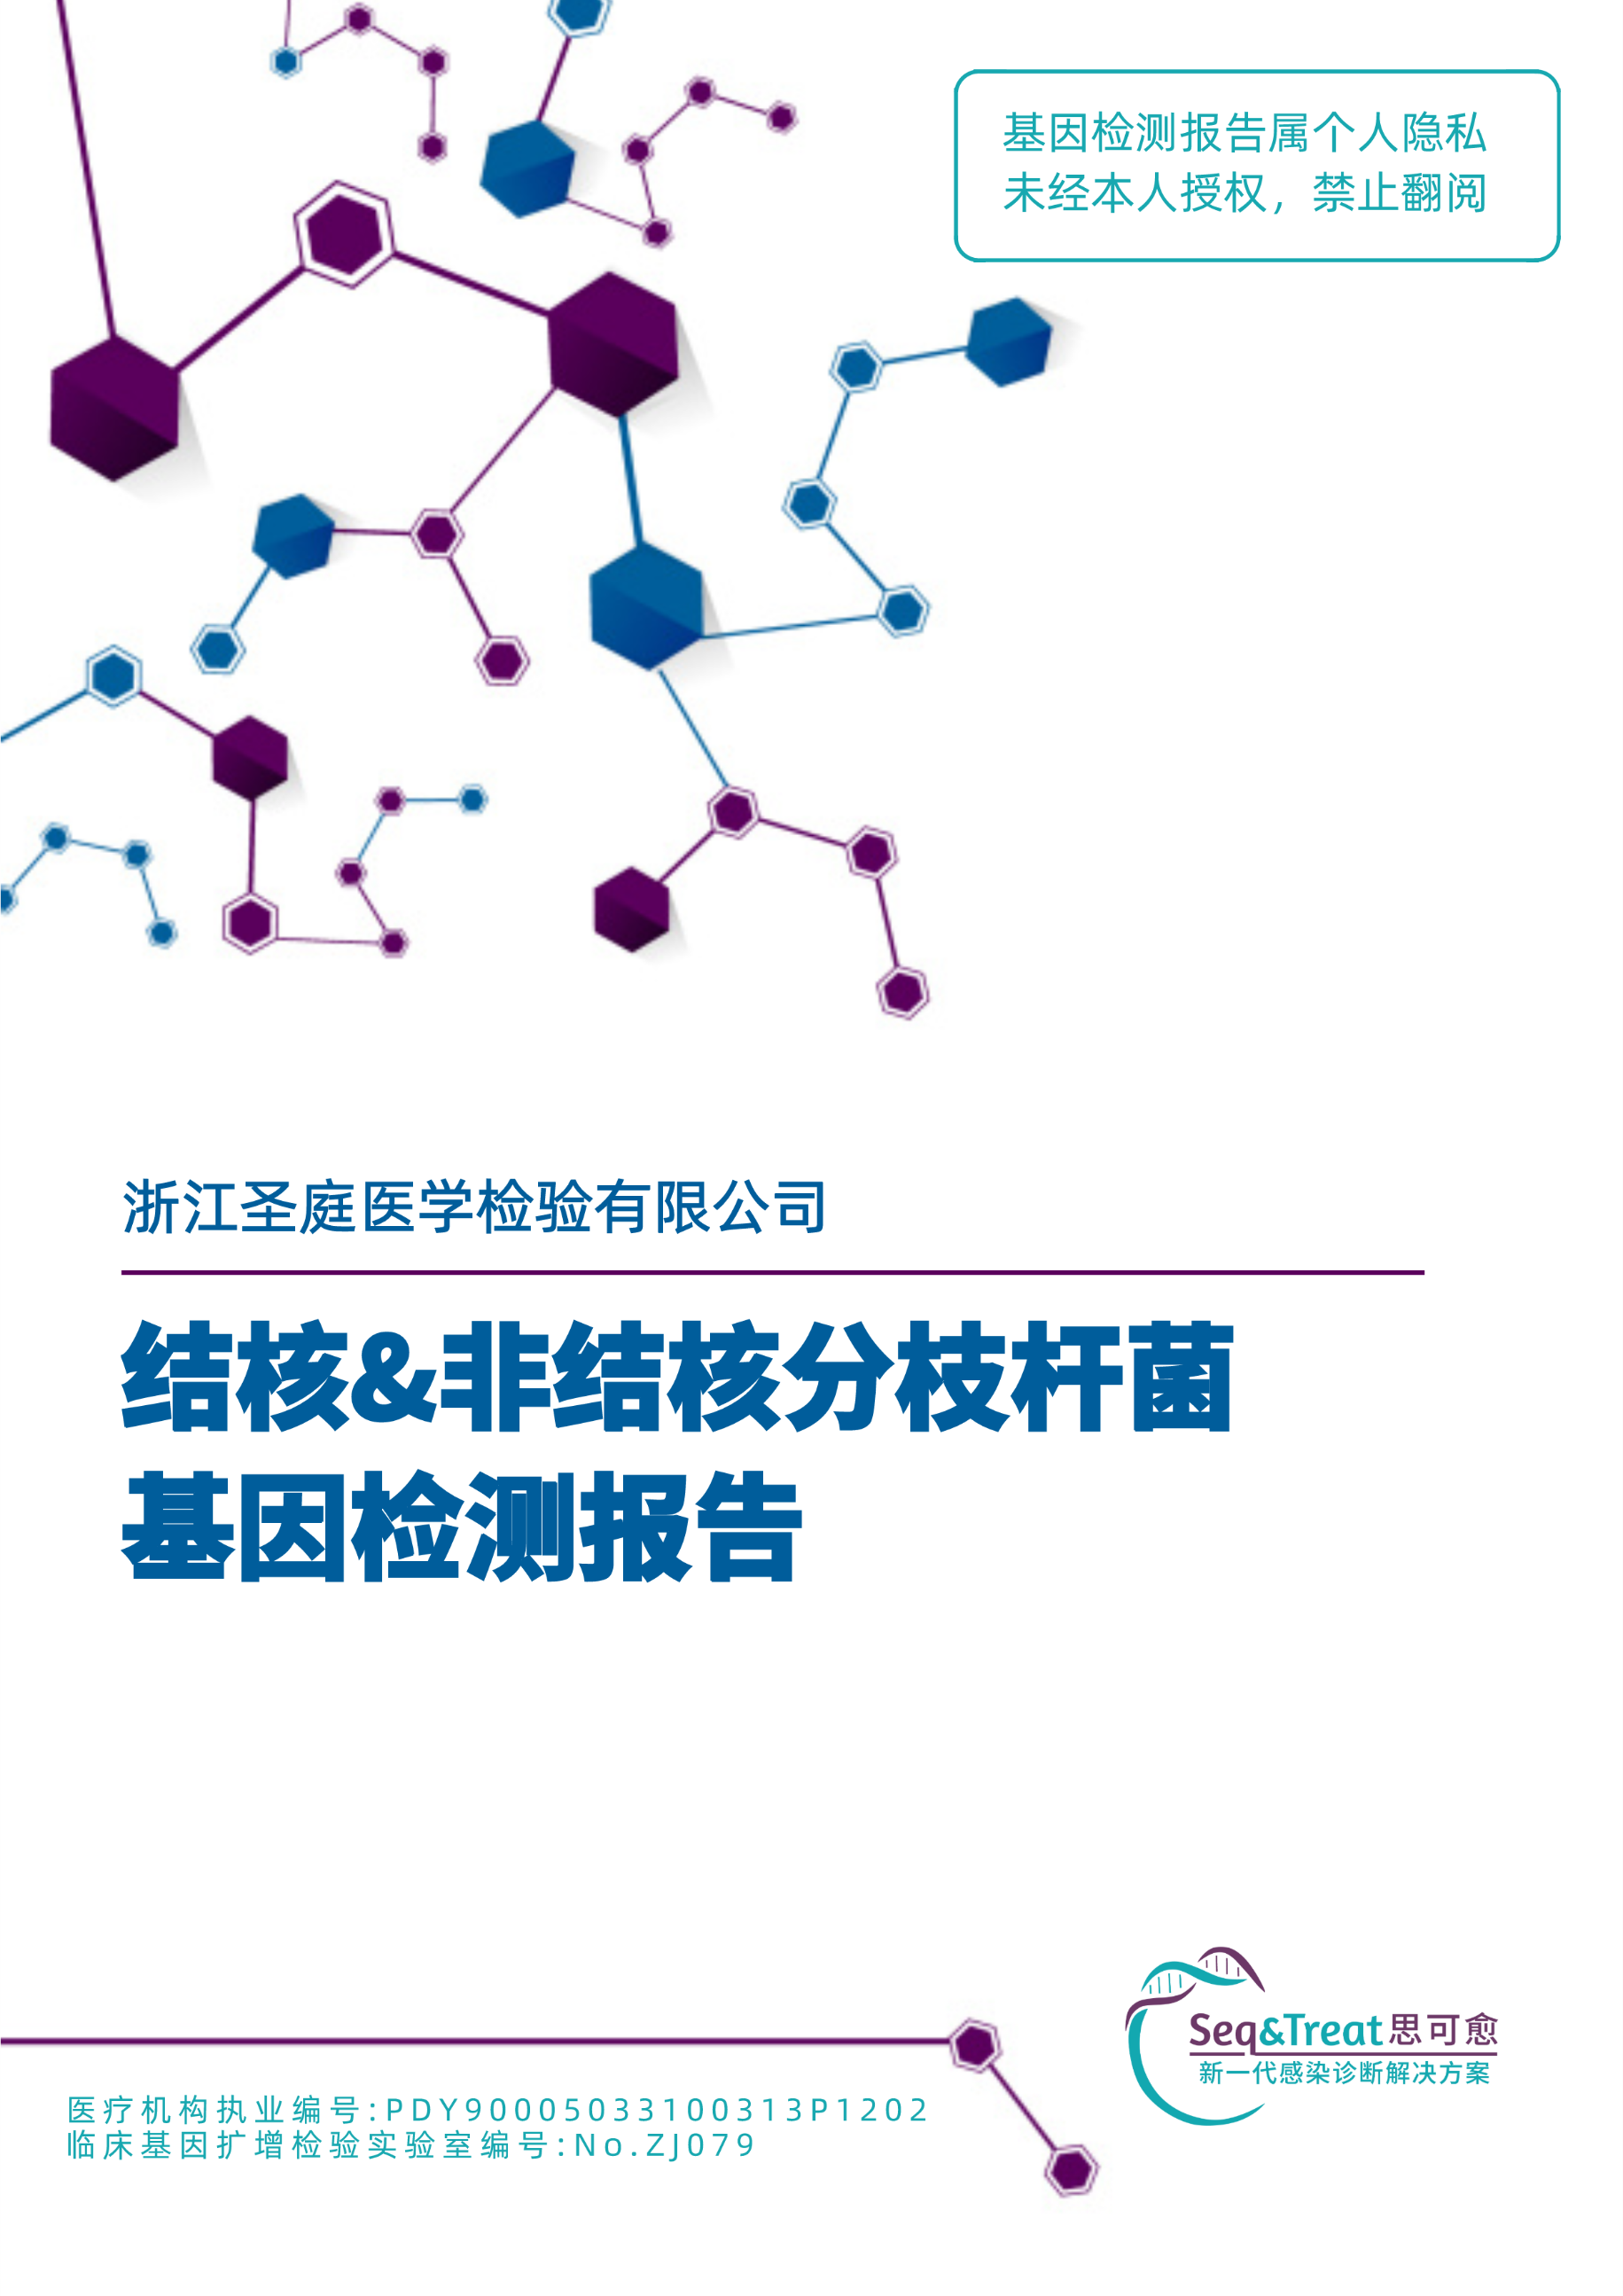 基因检测报告属个人隐私
未经本人授权，禁止翻阅
浙江圣庭医学检验有限公司
结核&非结核分枝杆菌
基因检测报告
Seq&Treat思可愈
新一代感染诊断解决方案
医疗机构执业编号:PDY90005033100313P1202
临床基因扩增检验实验室编号:No.ZJ079